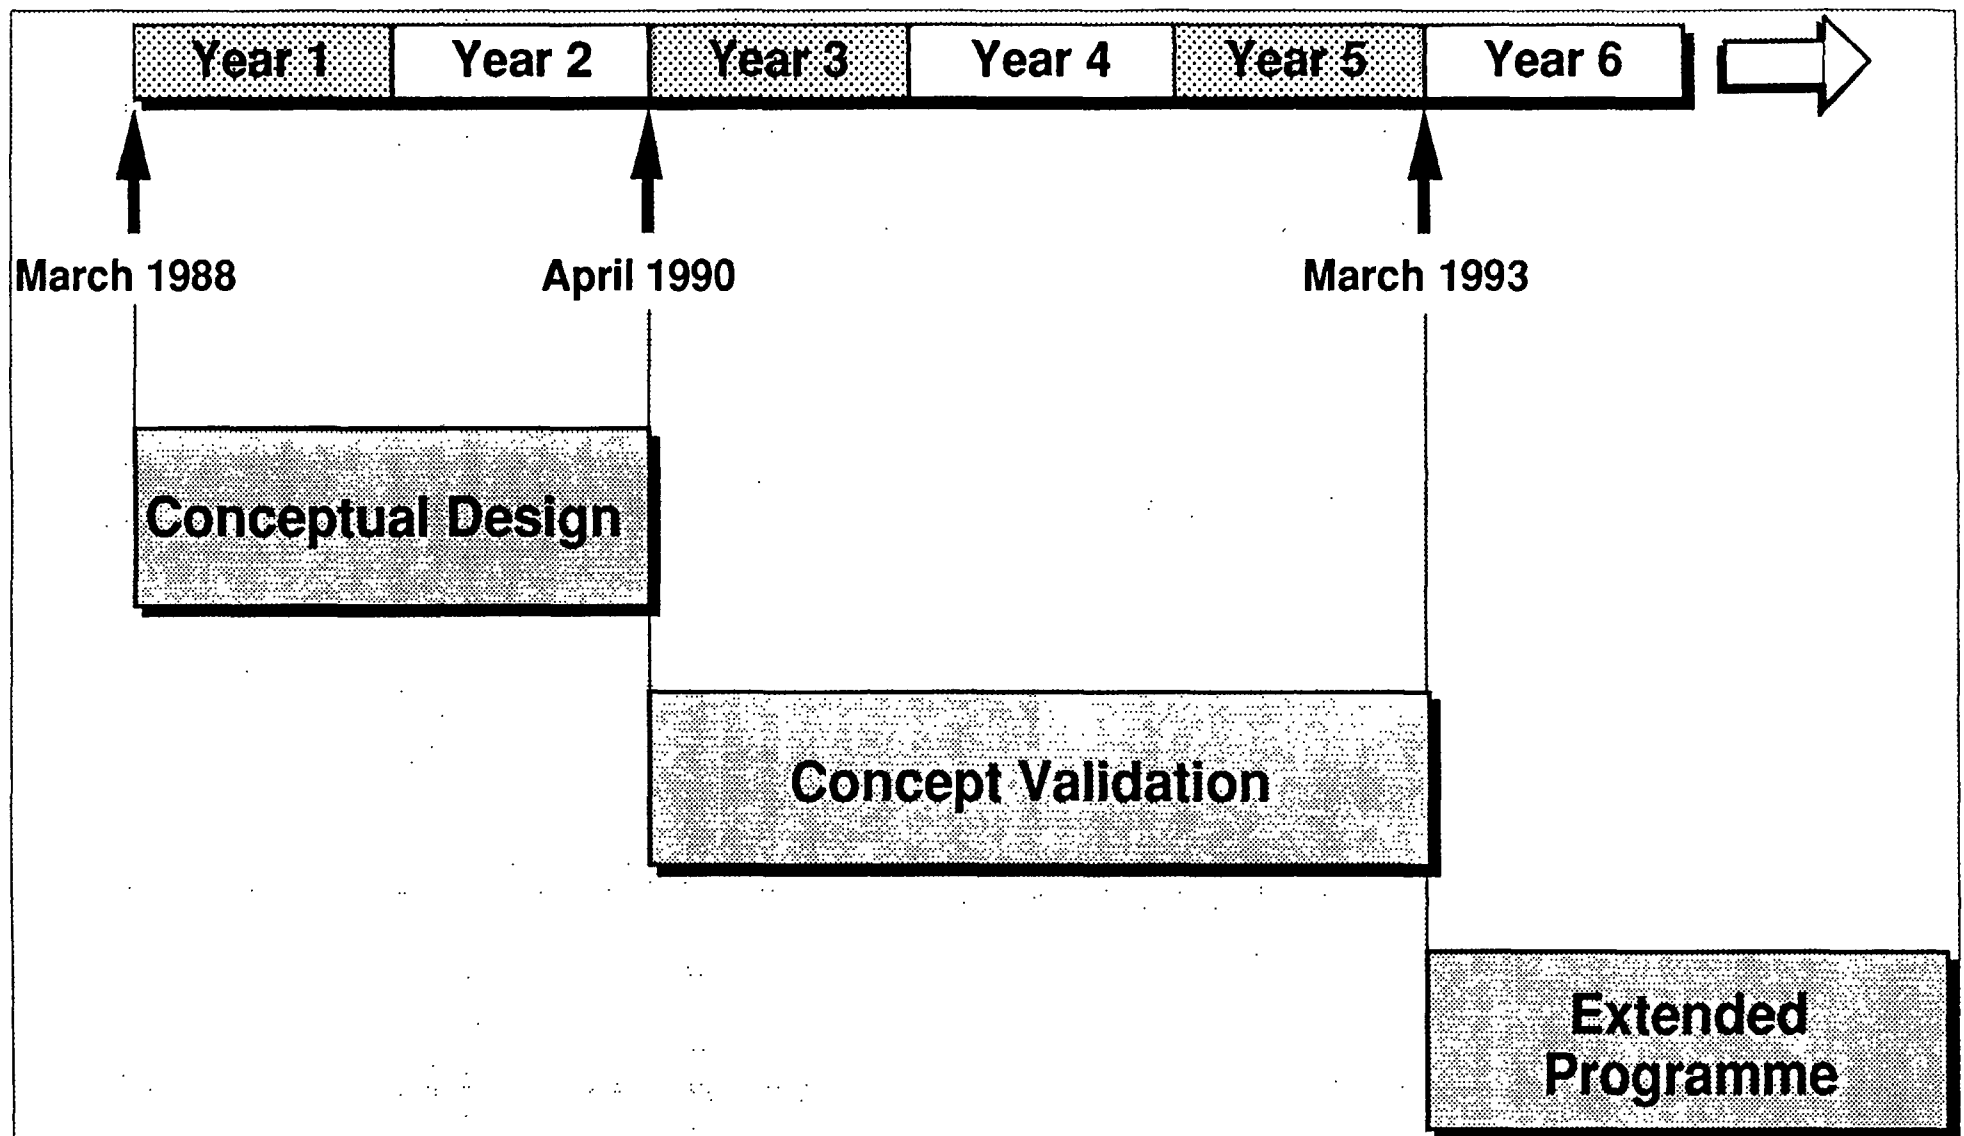 Year 1 Year 2 Year 3 Year 4 Year 5 Year 6
March 1988 April 1990 March 1993
Conceptual Design
Concept Validation
Extended
Programme